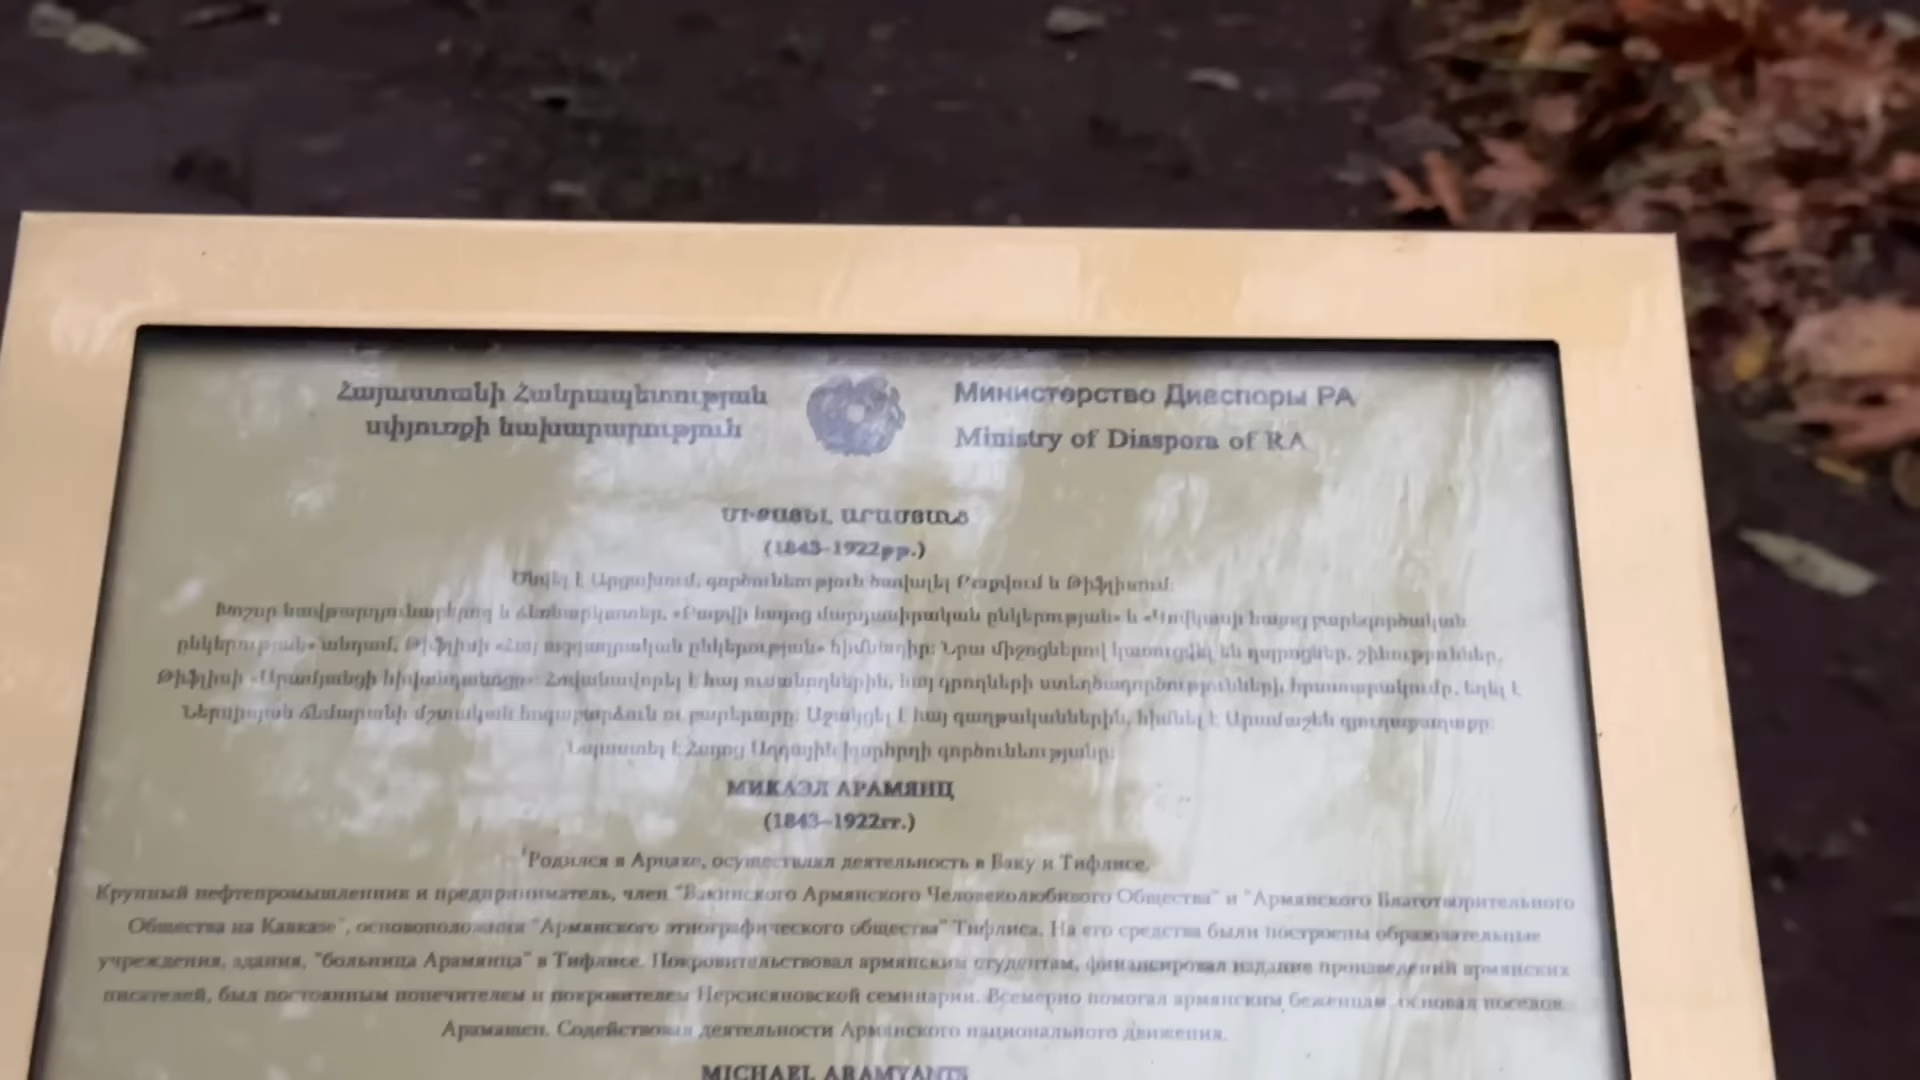 Հայաստանի Հանրապետության
սփյուռքի նախարարություն
Министерство Диаспоры РА
Ministry of Diaspora of RA
ՄԻՔԱՅԵԼ ԱՐԱՄՅԱՆՑ
(1843-1922թթ.)
Ծնվել է Արցախում, գործունեություն ծավալել Բաքվում և Թիֆլիսում:
Խոշոր նավթարդյունաբերող և ձեռնարկատեր, «Բաքվի հայոց մարդասիրական ընկերության» և «Կովկասի հայոց բարեգործական
ընկերության» անդամ, Թիֆլիսի «Հայ ազգագրական ընկերության» հիմնադիր: Նրա միջոցներով կառուցվել են դպրոցներ, շինություններ,
Թիֆլիսի «Արամյանցի հիվանդանոցը»: Հովանավորել է հայ ուսանողներին, հայ գրողների ստեղծագործությունների հրատարակումը, եղել է
Ներսիսյան ճեմարանի մշտական հոգաբարձուն ու բարերարը: Աջակցել է հայ գաղթականներին, հիմնել է Արամաշեն գյուղաքաղաքը:
Նպաստել է Հայոց Ազգային խորհրդի գործունեությանը:
МИКАЭЛ АРАМЯНЦ
(1843–1922гг.)
Родился в Арцахе, осуществлял деятельность в Баку и Тифлисе.
Крупный нефтепромышленник и предприниматель, член "Бакинского Армянского Человеколюбивого Общества" и "Армянского Благотворительного
Общества на Кавказе", основоположник "Армянского этнографического общества" Тифлиса. На его средства были построены образовательные
учреждения, здания, "больница Арамянца" в Тифлисе. Покровительствовал армянским студентам, финансировал издание произведений армянских
писателей, был постоянным попечителем и покровителем Нерсисяновской семинарии. Всемерно помогал армянским беженцам, основал поселок
Арамашен. Содействовал деятельности Армянского национального движения.
MICHAEL ARAMYANTS